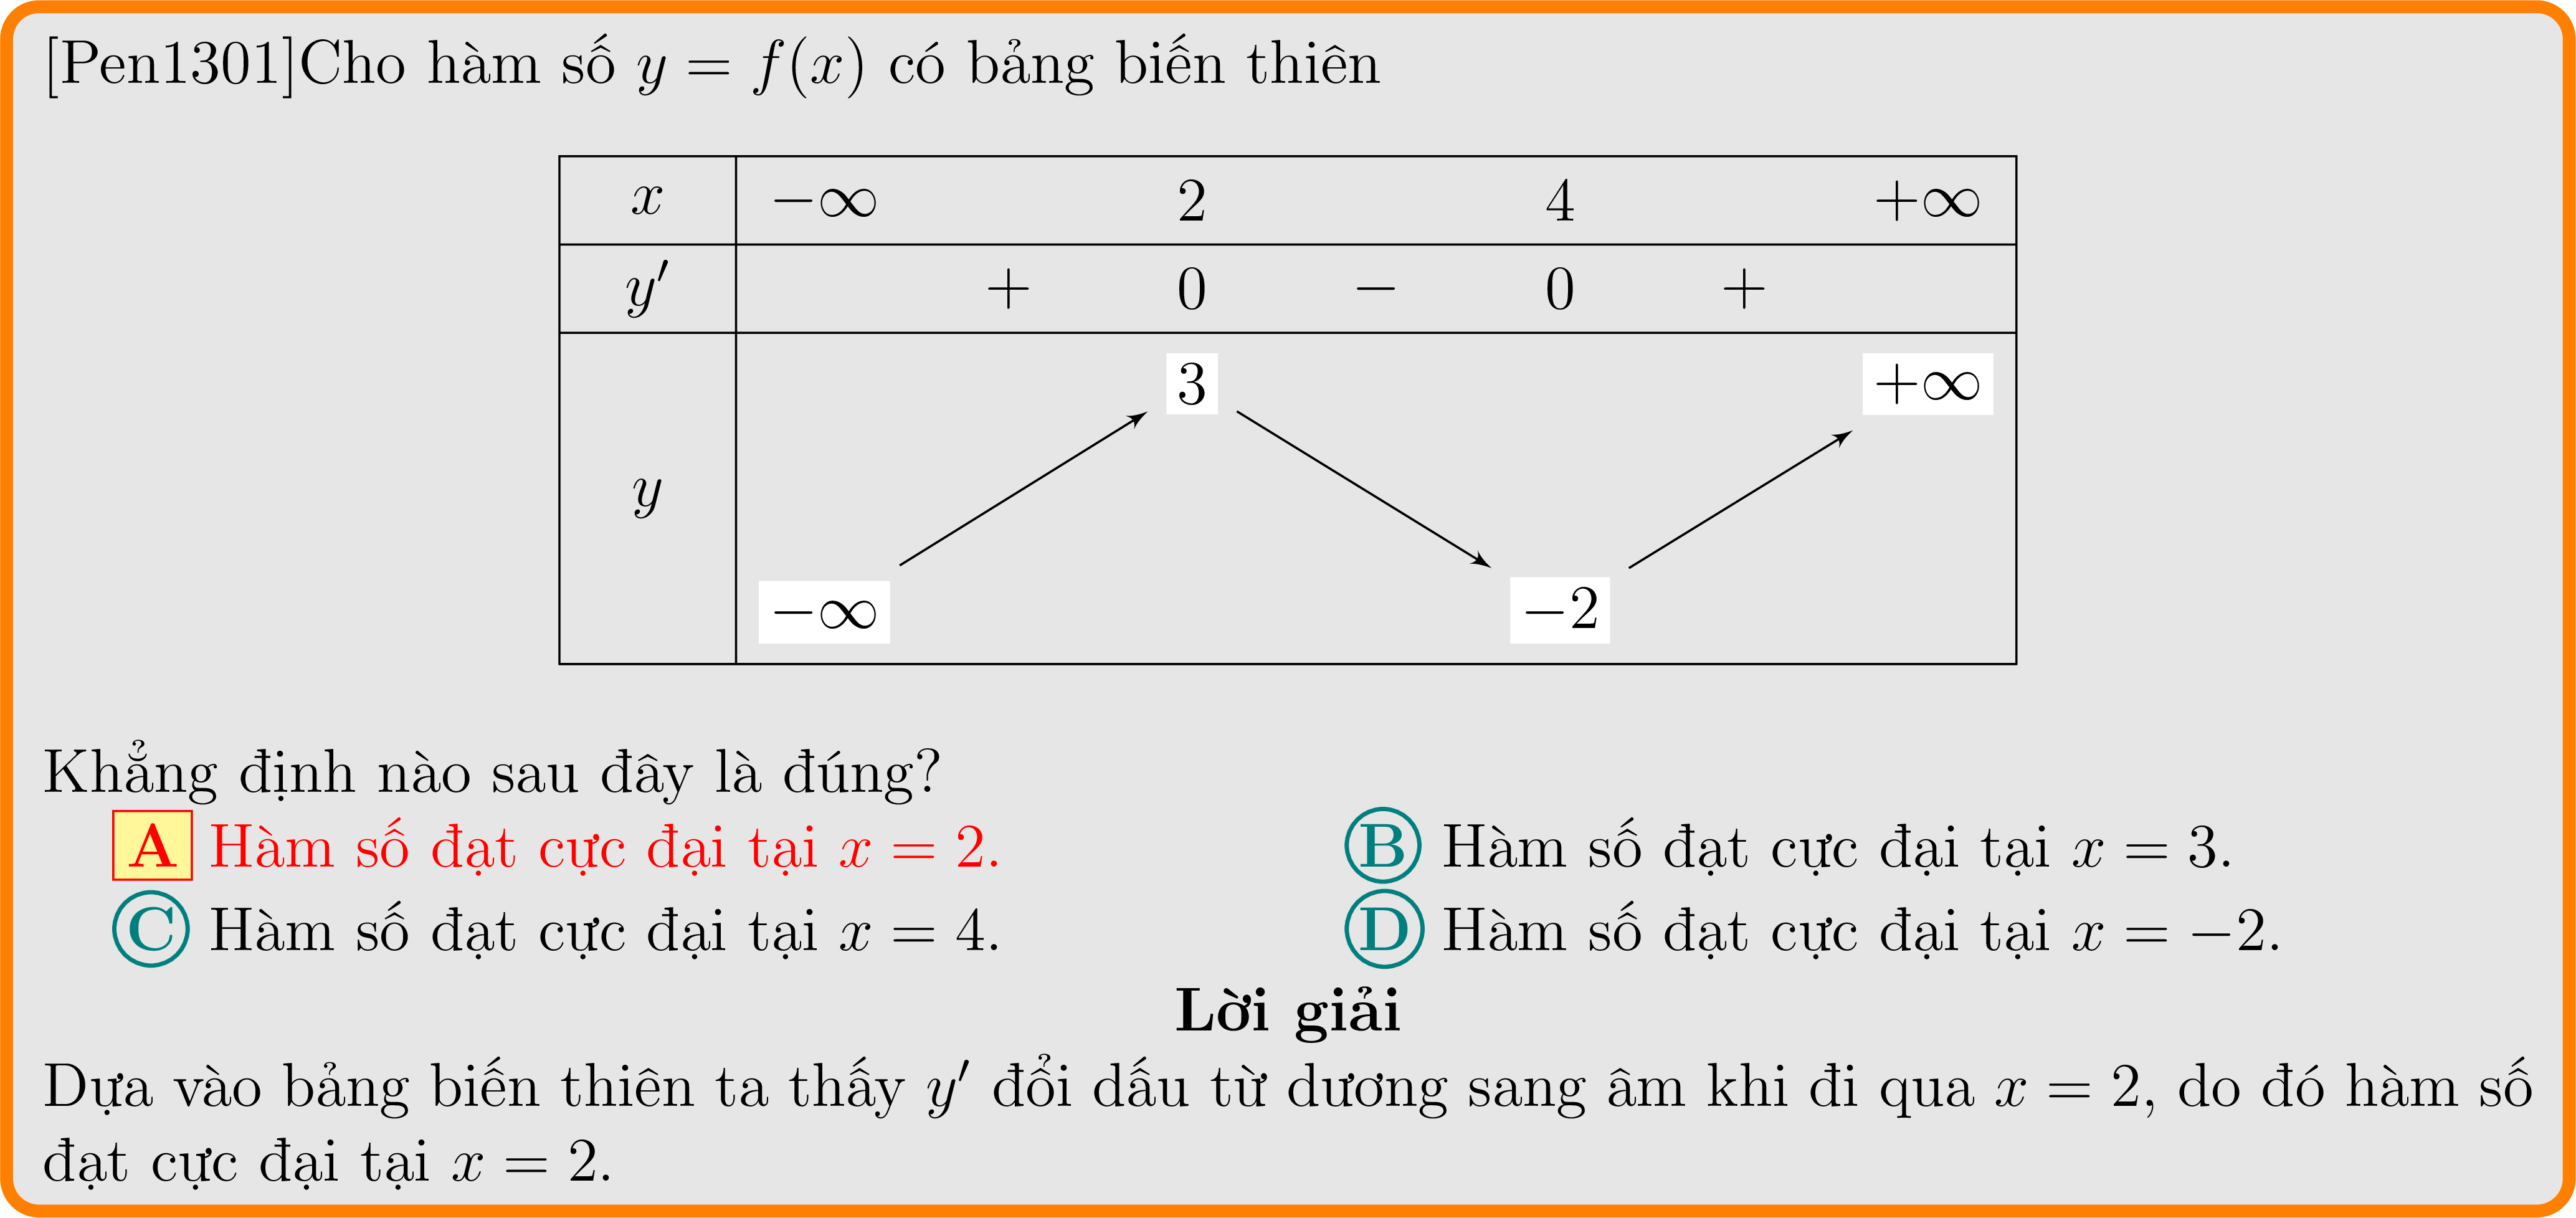 [Pen1301]Cho hàm số y = f(x) có bảng biến thiên
x −∞ 2 4 +∞
y′ + 0 − 0 +
3 +∞
y
−∞ −2
Khẳng định nào sau đây là đúng?
A Hàm số đạt cực đại tại x = 2. B Hàm số đạt cực đại tại x = 3.
C Hàm số đạt cực đại tại x = 4. D Hàm số đạt cực đại tại x = −2.
Lời giải
Dựa vào bảng biến thiên ta thấy y′ đổi dấu từ dương sang âm khi đi qua x = 2, do đó hàm số
đạt cực đại tại x = 2.